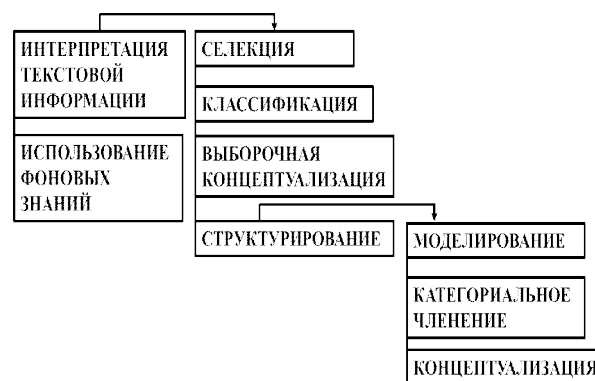 ИНТЕРПРЕТАЦИЯ
ТЕКСТОВОЙ
ИНФОРМАЦИИ
ИСПОЛЬЗОВАНИЕ
ФОНОВЫХ
ЗНАНИЙ
СЕЛЕКЦИЯ
КЛАССИФИКАЦИЯ
ВЫБОРОЧНАЯ
КОНЦЕПТУАЛИЗАЦИЯ
СТРУКТУРИРОВАНИЕ
МОДЕЛИРОВАНИЕ
КАТЕГОРИАЛЬНОЕ
ЧЛЕНЕНИЕ
КОНЦЕПТУАЛИЗАЦИЯ